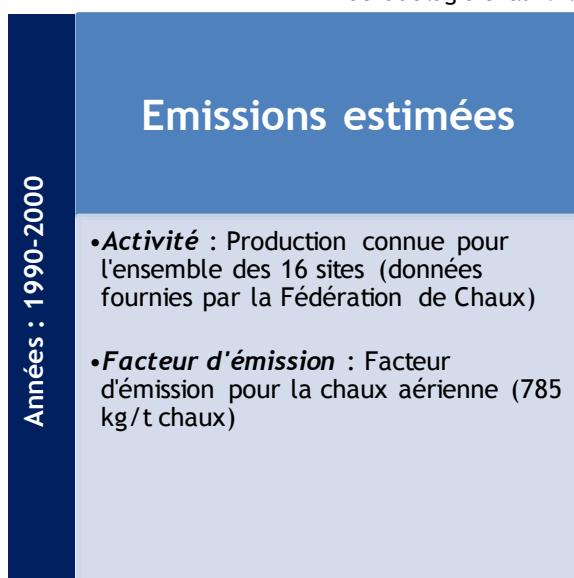 Emissions estimées
Années : 1990-2000
•Activité : Production connue pour
l'ensemble des 16 sites (données
fournies par la Fédération de Chaux)
•Facteur d'émission : Facteur
d'émission pour la chaux aérienne (785
kg/t chaux)